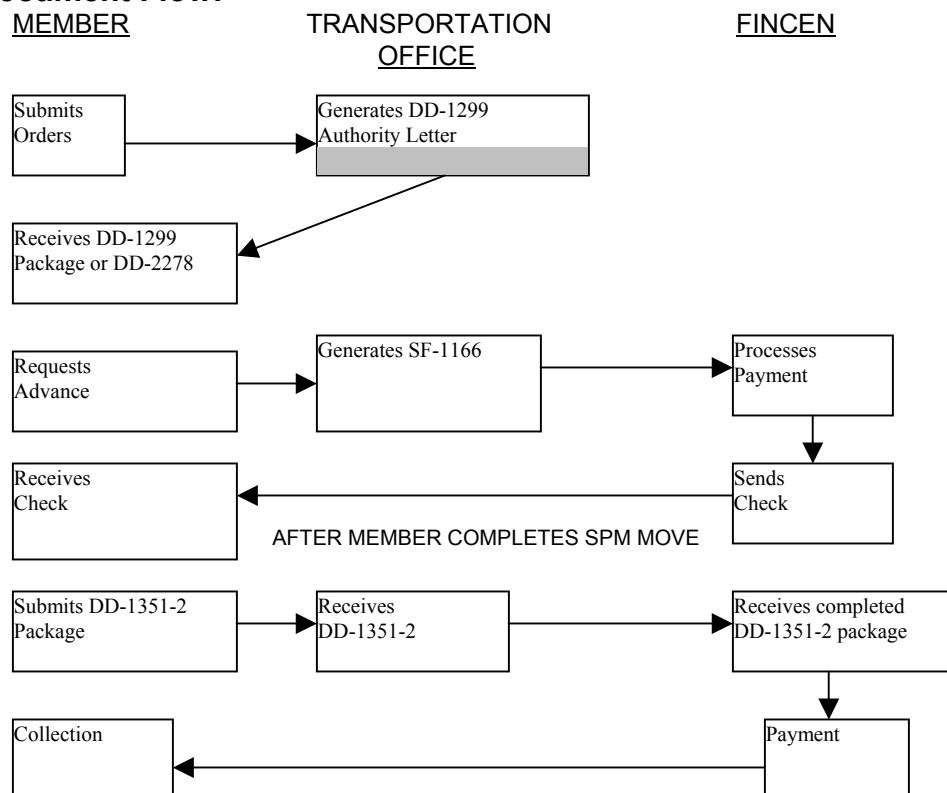 MEMBER
TRANSPORTATION
OFFICE
FINCEN
Submits
Orders
Generates DD-1299
Authority Letter
Receives DD-1299
Package or DD-2278
Requests
Advance
Generates SF-1166
Processes
Payment
Receives
Check
Sends
Check
AFTER MEMBER COMPLETES SPM MOVE
Submits DD-1351-2
Package
Receives
DD-1351-2
Receives completed
DD-1351-2 package
Collection
Payment